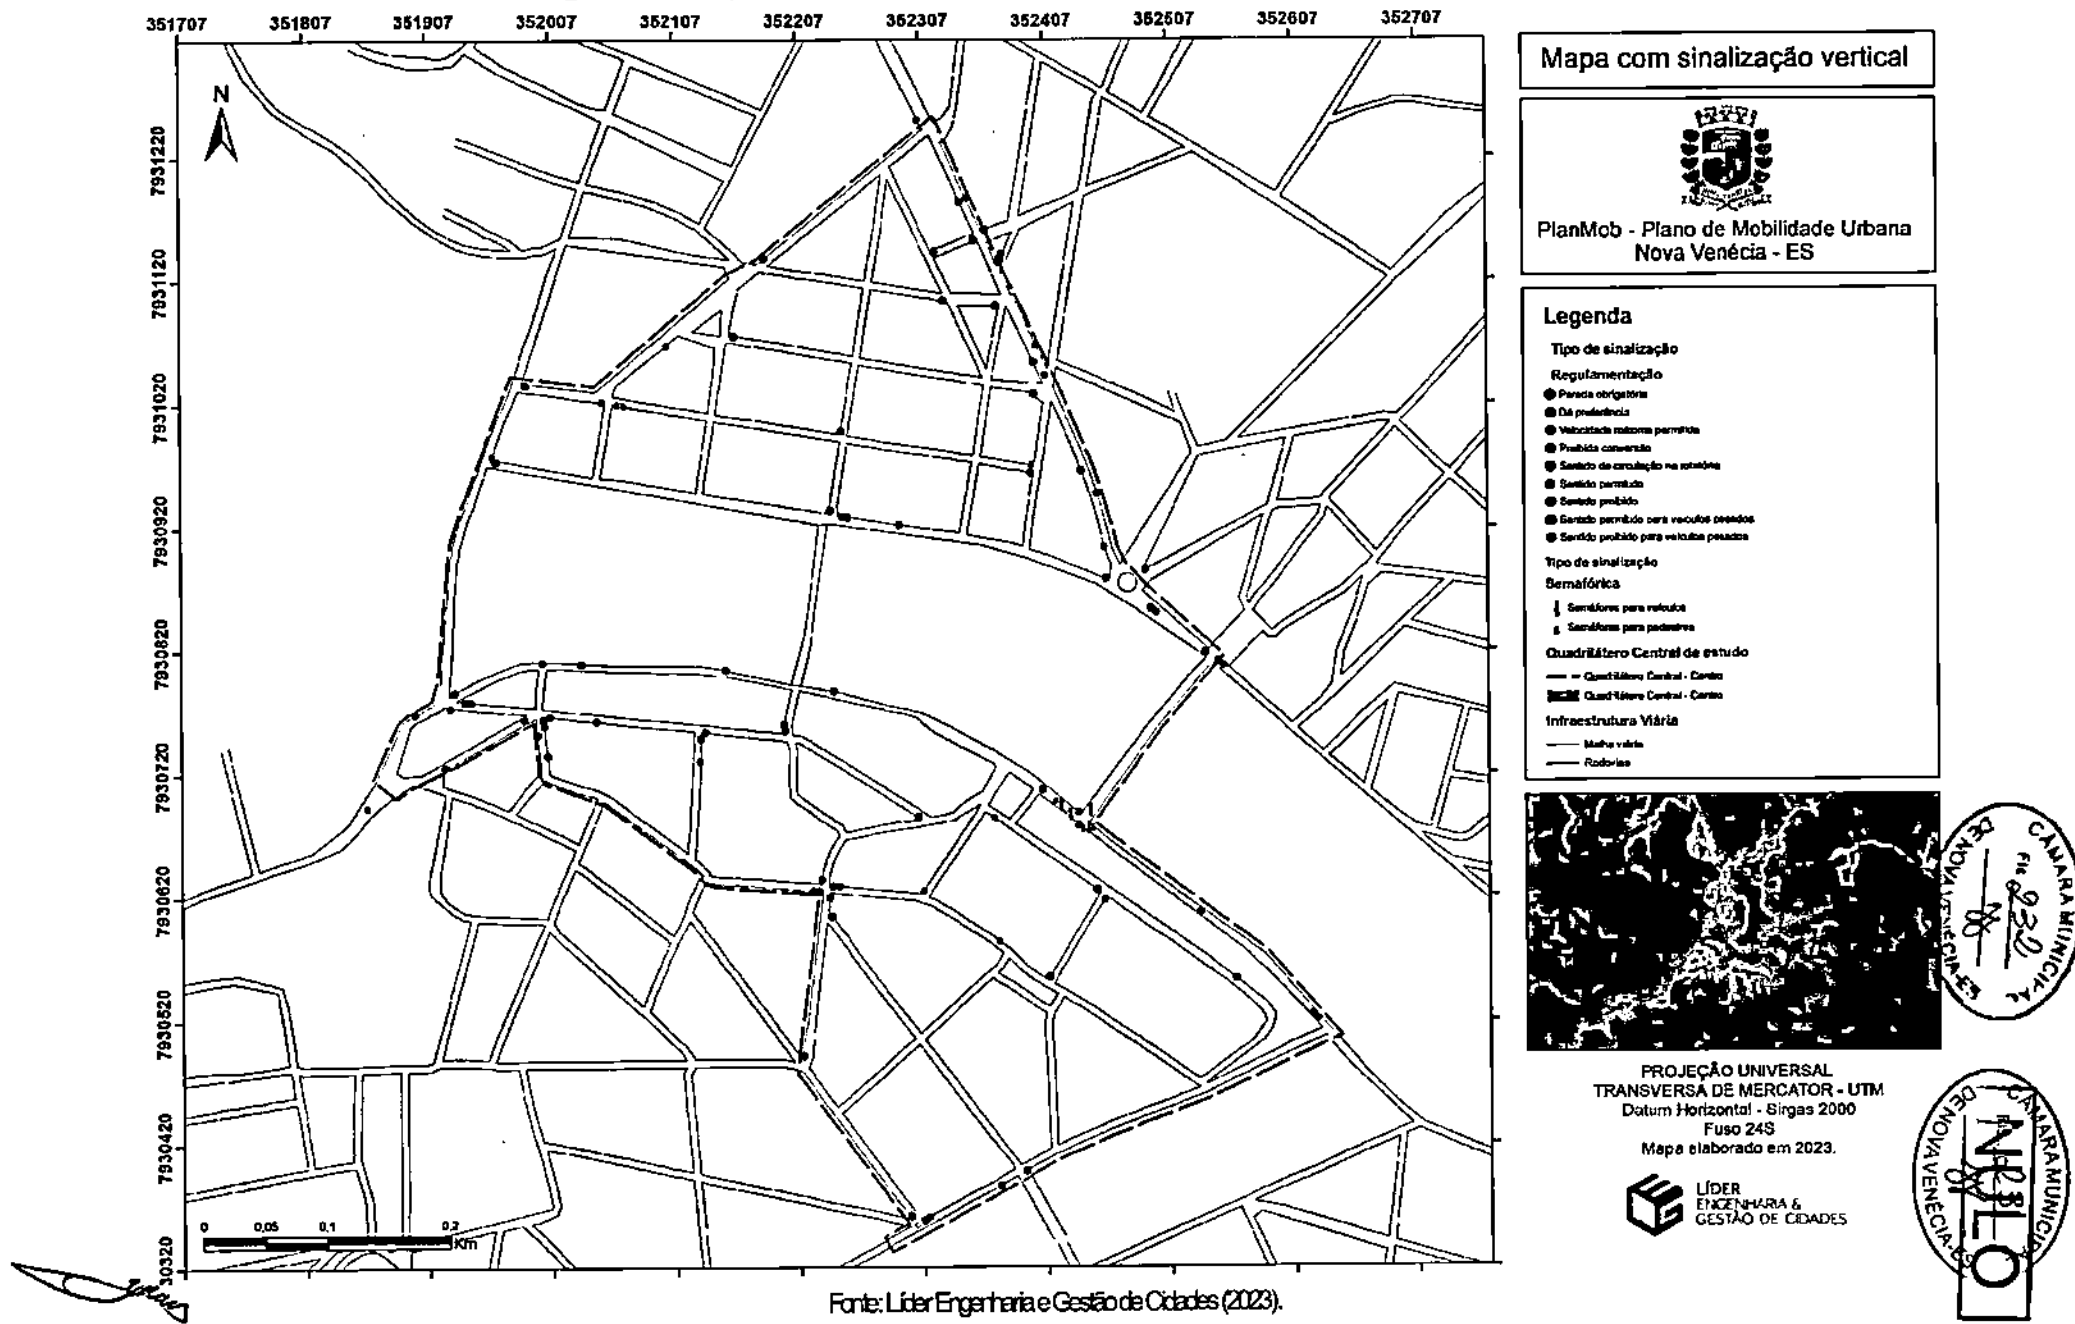 351707 351807 351907 352007 352107 352207 352307 352407 352507 352607 352707
N
7931220
7931120
7931020
7930920
7930820
7930720
7930620
7930520
7930420
30320
0 0,05 0,1 0,2
Km
Mapa com sinalização vertical
PlanMob - Plano de Mobilidade Urbana
Nova Venécia - ES
Legenda
Tipo de sinalização
Regulamentação
Parada obrigatória
Dê preferência
Velocidade máxima permitida
Proibida conversão
Sentido de circulação na rotatória
Sentido permitido
Sentido proibido
Sentido permitido para veículos pesados
Sentido proibido para veículos pesados
Tipo de sinalização
Semafórica
Semáforos para veículos
Semáforos para pedestres
Quadrilátero Central de estudo
Quadrilátero Central - Centro
Quadrilátero Central - Centro
Infraestrutura Viária
Malha viária
Rodovias
PROJEÇÃO UNIVERSAL
TRANSVERSA DE MERCATOR - UTM
Datum Horizontal - Sirgas 2000
Fuso 24S
Mapa elaborado em 2023.
LÍDER
ENGENHARIA &
GESTÃO DE CIDADES
CÂMARA MUNICIPAL
DE NOVA VENÉCIA-ES
CÂMARA MUNICIPAL
DE NOVA VENÉCIA-ES
NULO
Fonte: Líder Engenharia e Gestão de Cidades (2023).